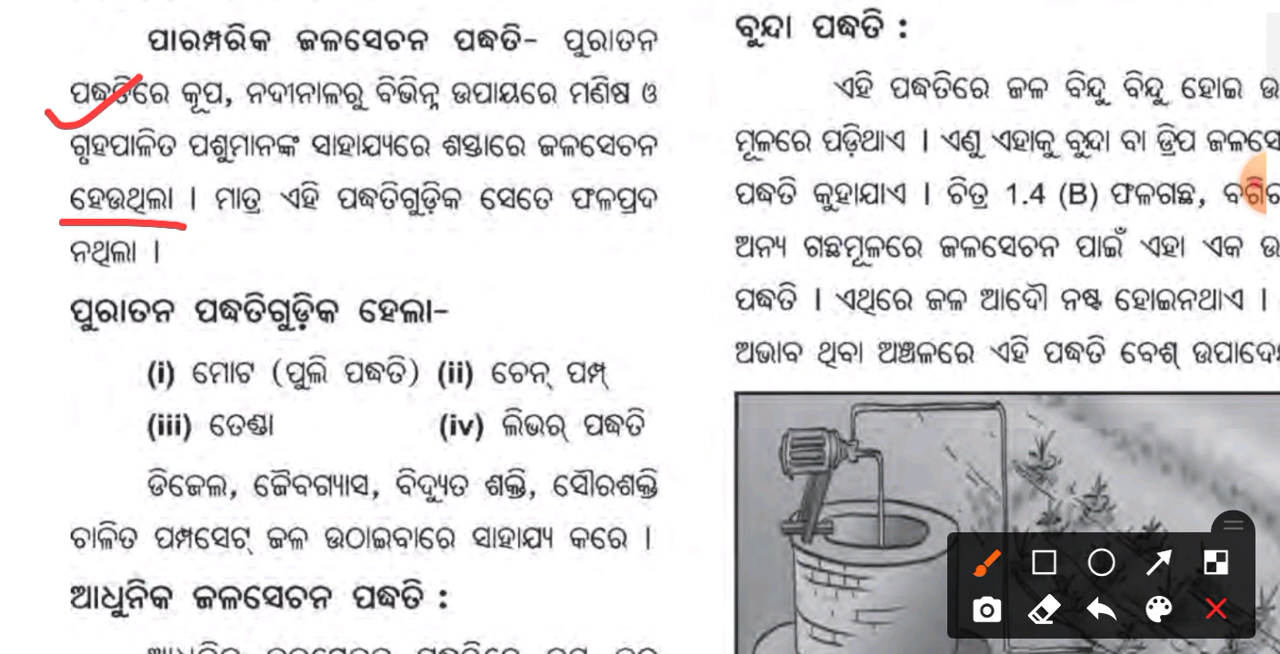 ପାରମ୍ପରିକ ଜଳସେଚନ ପଦ୍ଧତି- ପୁରାତନ
ପଦ୍ଧତିରେ କୂପ, ନଦୀନାଳରୁ ବିଭିନ୍ନ ଉପାୟରେ ମଣିଷ ଓ
ଗୃହପାଳିତ ପଶୁମାନଙ୍କ ସାହାଯ୍ୟରେ ଶସ୍ତାରେ ଜଳସେଚନ
ହେଉଥିଲା । ମାତ୍ର ଏହି ପଦ୍ଧତିଗୁଡ଼ିକ ସେତେ ଫଳପ୍ରଦ
ନଥିଲା ।
ପୁରାତନ ପଦ୍ଧତିଗୁଡ଼ିକ ହେଲା-
(i) ମୋଟ (ପୁଲି ପଦ୍ଧତି) (ii) ଚେନ୍ ପମ୍ପ୍
(iii) ତେଣ୍ଡା (iv) ଲିଭର୍ ପଦ୍ଧତି
ଡିଜେଲ, ଜୈବଗ୍ୟାସ, ବିଦ୍ୟୁତ ଶକ୍ତି, ସୌରଶକ୍ତି
ଚାଳିତ ପମ୍ପସେଟ୍ ଜଳ ଉଠାଇବାରେ ସାହାଯ୍ୟ କରେ ।
ଆଧୁନିକ ଜଳସେଚନ ପଦ୍ଧତି :
ବୁନ୍ଦା ପଦ୍ଧତି :
ଏହି ପଦ୍ଧତିରେ ଜଳ ବିନ୍ଦୁ ବିନ୍ଦୁ ହୋଇ
ମୂଳରେ ପଡ଼ିଥାଏ । ଏଣୁ ଏହାକୁ ବୁନ୍ଦା ବା ଡ୍ରିପ
ପଦ୍ଧତି କୁହାଯାଏ । ଚିତ୍ର 1.4 (B) ଫଳଗଛ,
ଅନ୍ୟ ଗଛମୂଳରେ ଜଳସେଚନ ପାଇଁ ଏହା ଏକ
ପଦ୍ଧତି । ଏଥିରେ ଜଳ ଆଦୌ ନଷ୍ଟ ହୋଇନଥାଏ ।
ଅଭାବ ଥିବା ଅଞ୍ଚଳରେ ଏହି ପଦ୍ଧତି ବେଶ୍